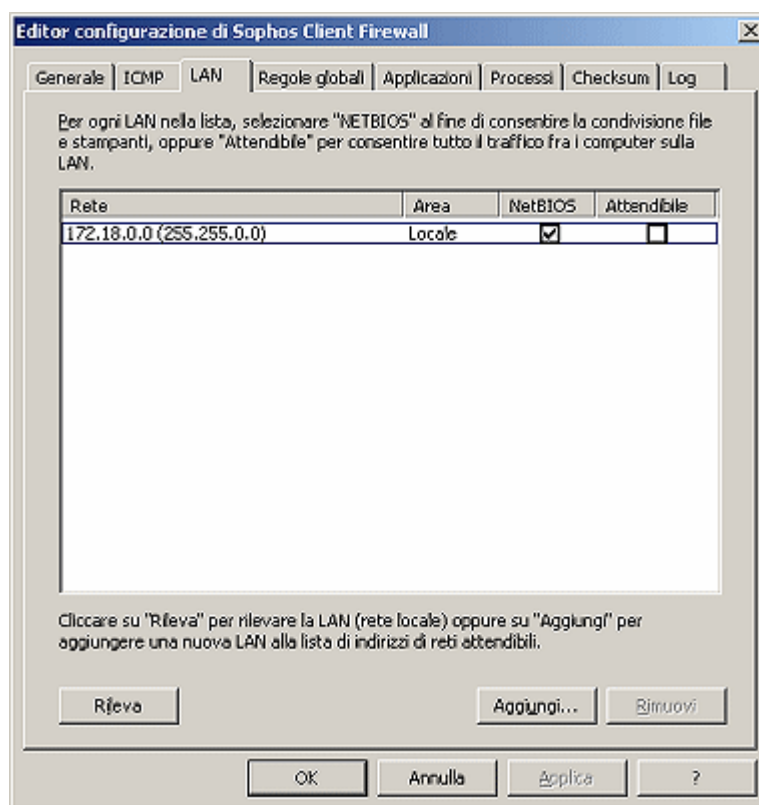 Editor configurazione di Sophos Client Firewall
Generale ICMP LAN Regole globali Applicazioni Processi Checksum Log
Per ogni LAN nella lista, selezionare "NETBIOS" al fine di consentire la condivisione file
e stampanti, oppure "Attendibile" per consentire tutto il traffico fra i computer sulla
LAN.
Rete Area NetBIOS Attendibile
172.18.0.0 (255.255.0.0) Locale
Cliccare su "Rileva" per rilevare la LAN (rete locale) oppure su "Aggiungi" per
aggiungere una nuova LAN alla lista di indirizzi di reti attendibili.
Rileva Aggiungi... Rimuovi
OK Annulla Applica ?